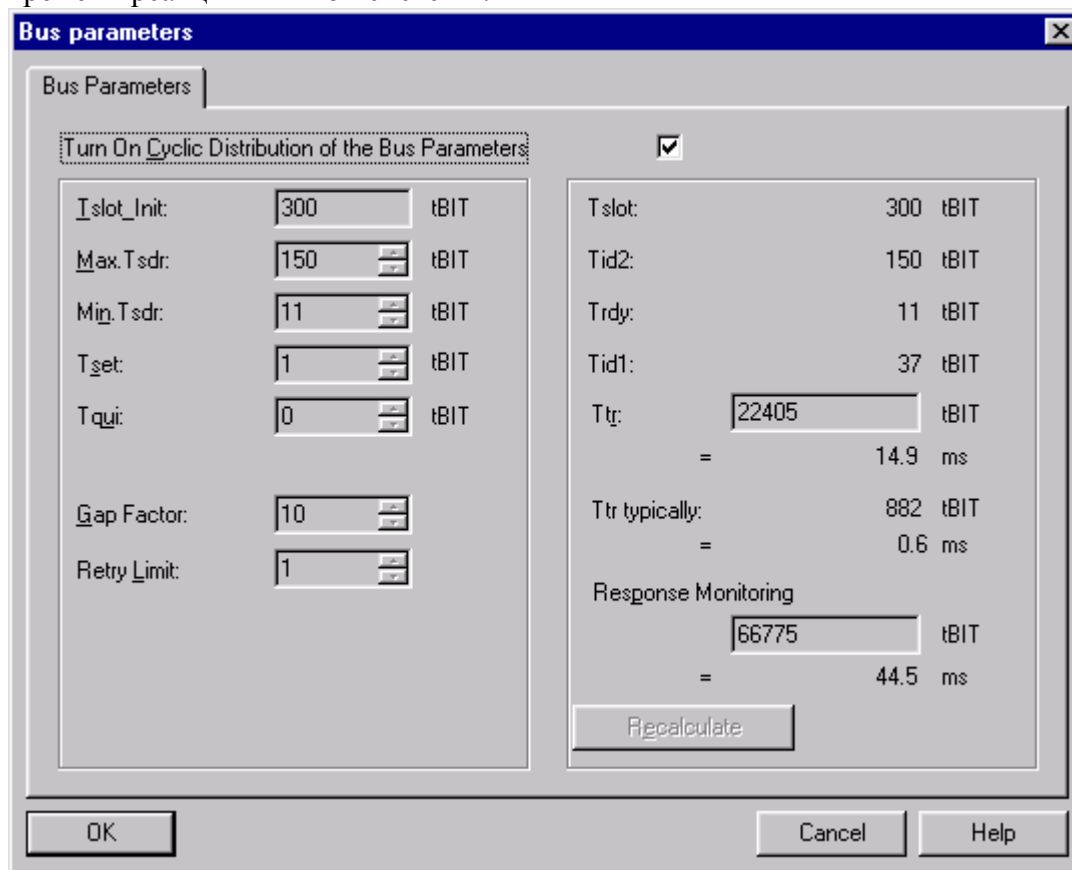 Bus parameters
Bus Parameters
Turn On Cyclic Distribution of the Bus Parameters
Tslot_Init: 300 tBIT
Max.Tsdr: 150 tBIT
Min.Tsdr: 11 tBIT
Tset: 1 tBIT
Tqui: 0 tBIT
Gap Factor: 10
Retry Limit: 1
Tslot: 300 tBIT
Tid2: 150 tBIT
Trdy: 11 tBIT
Tid1: 37 tBIT
Ttr: 22405 tBIT
= 14.9 ms
Ttr typically: 882 tBIT
= 0.6 ms
Response Monitoring
66775 tBIT
= 44.5 ms
Recalculate
OK
Cancel
Help